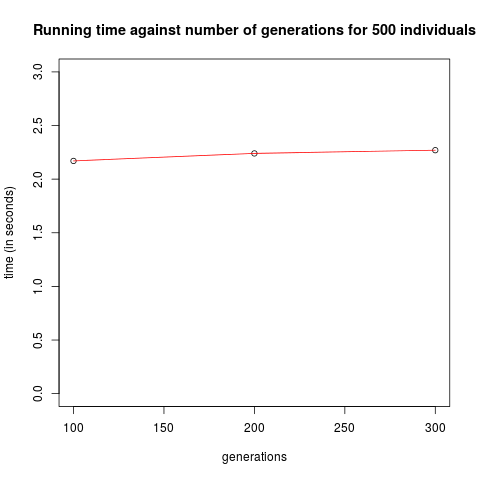 Running time against number of generations for 500 individuals
3.0
2.5
2.0
1.5
1.0
0.5
0.0
time (in seconds)
100 150 200 250 300
generations